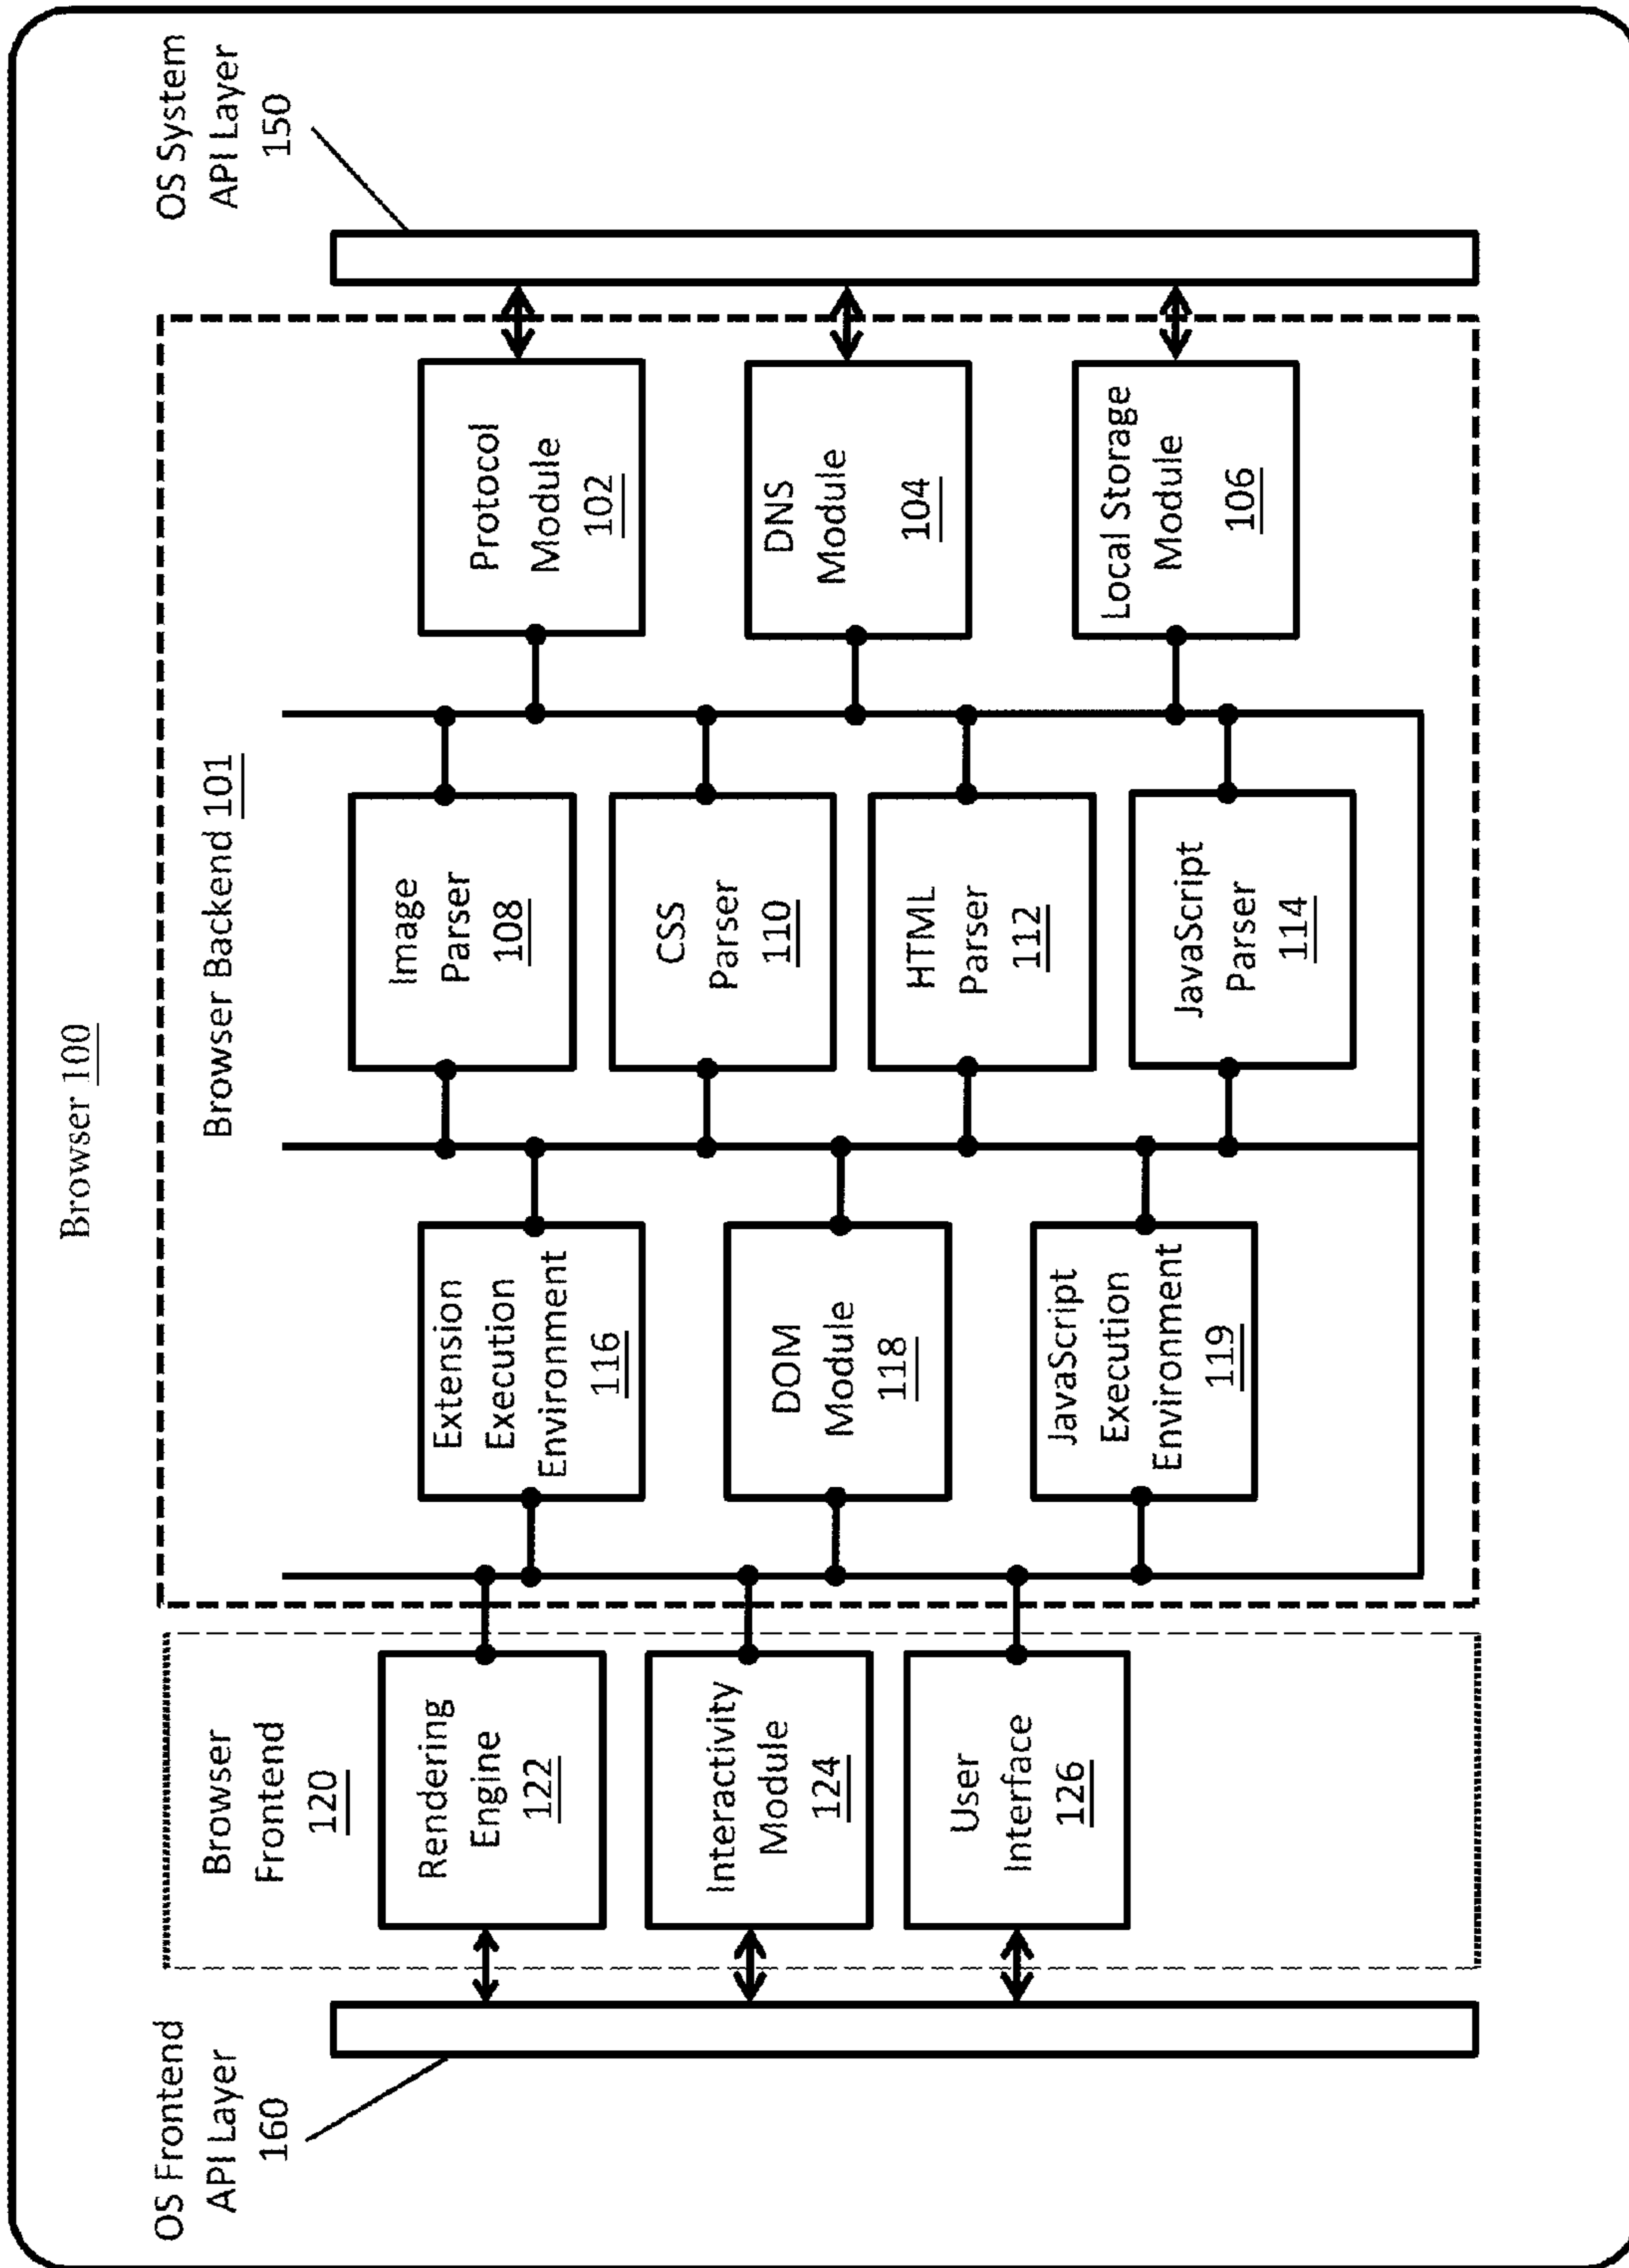 Browser 100
OS Frontend
API Layer
160
Browser
Frontend
120
Browser Backend 101
OS System
API Layer
150
Rendering
Engine
122
Interactivity
Module
124
User
Interface
126
Extension
Execution
Environment
116
DOM
Module
118
JavaScript
Execution
Environment
119
Image
Parser
108
CSS
Parser
110
HTML
Parser
112
JavaScript
Parser
114
Protocol
Module
102
DNS
Module
104
Local Storage
Module
106